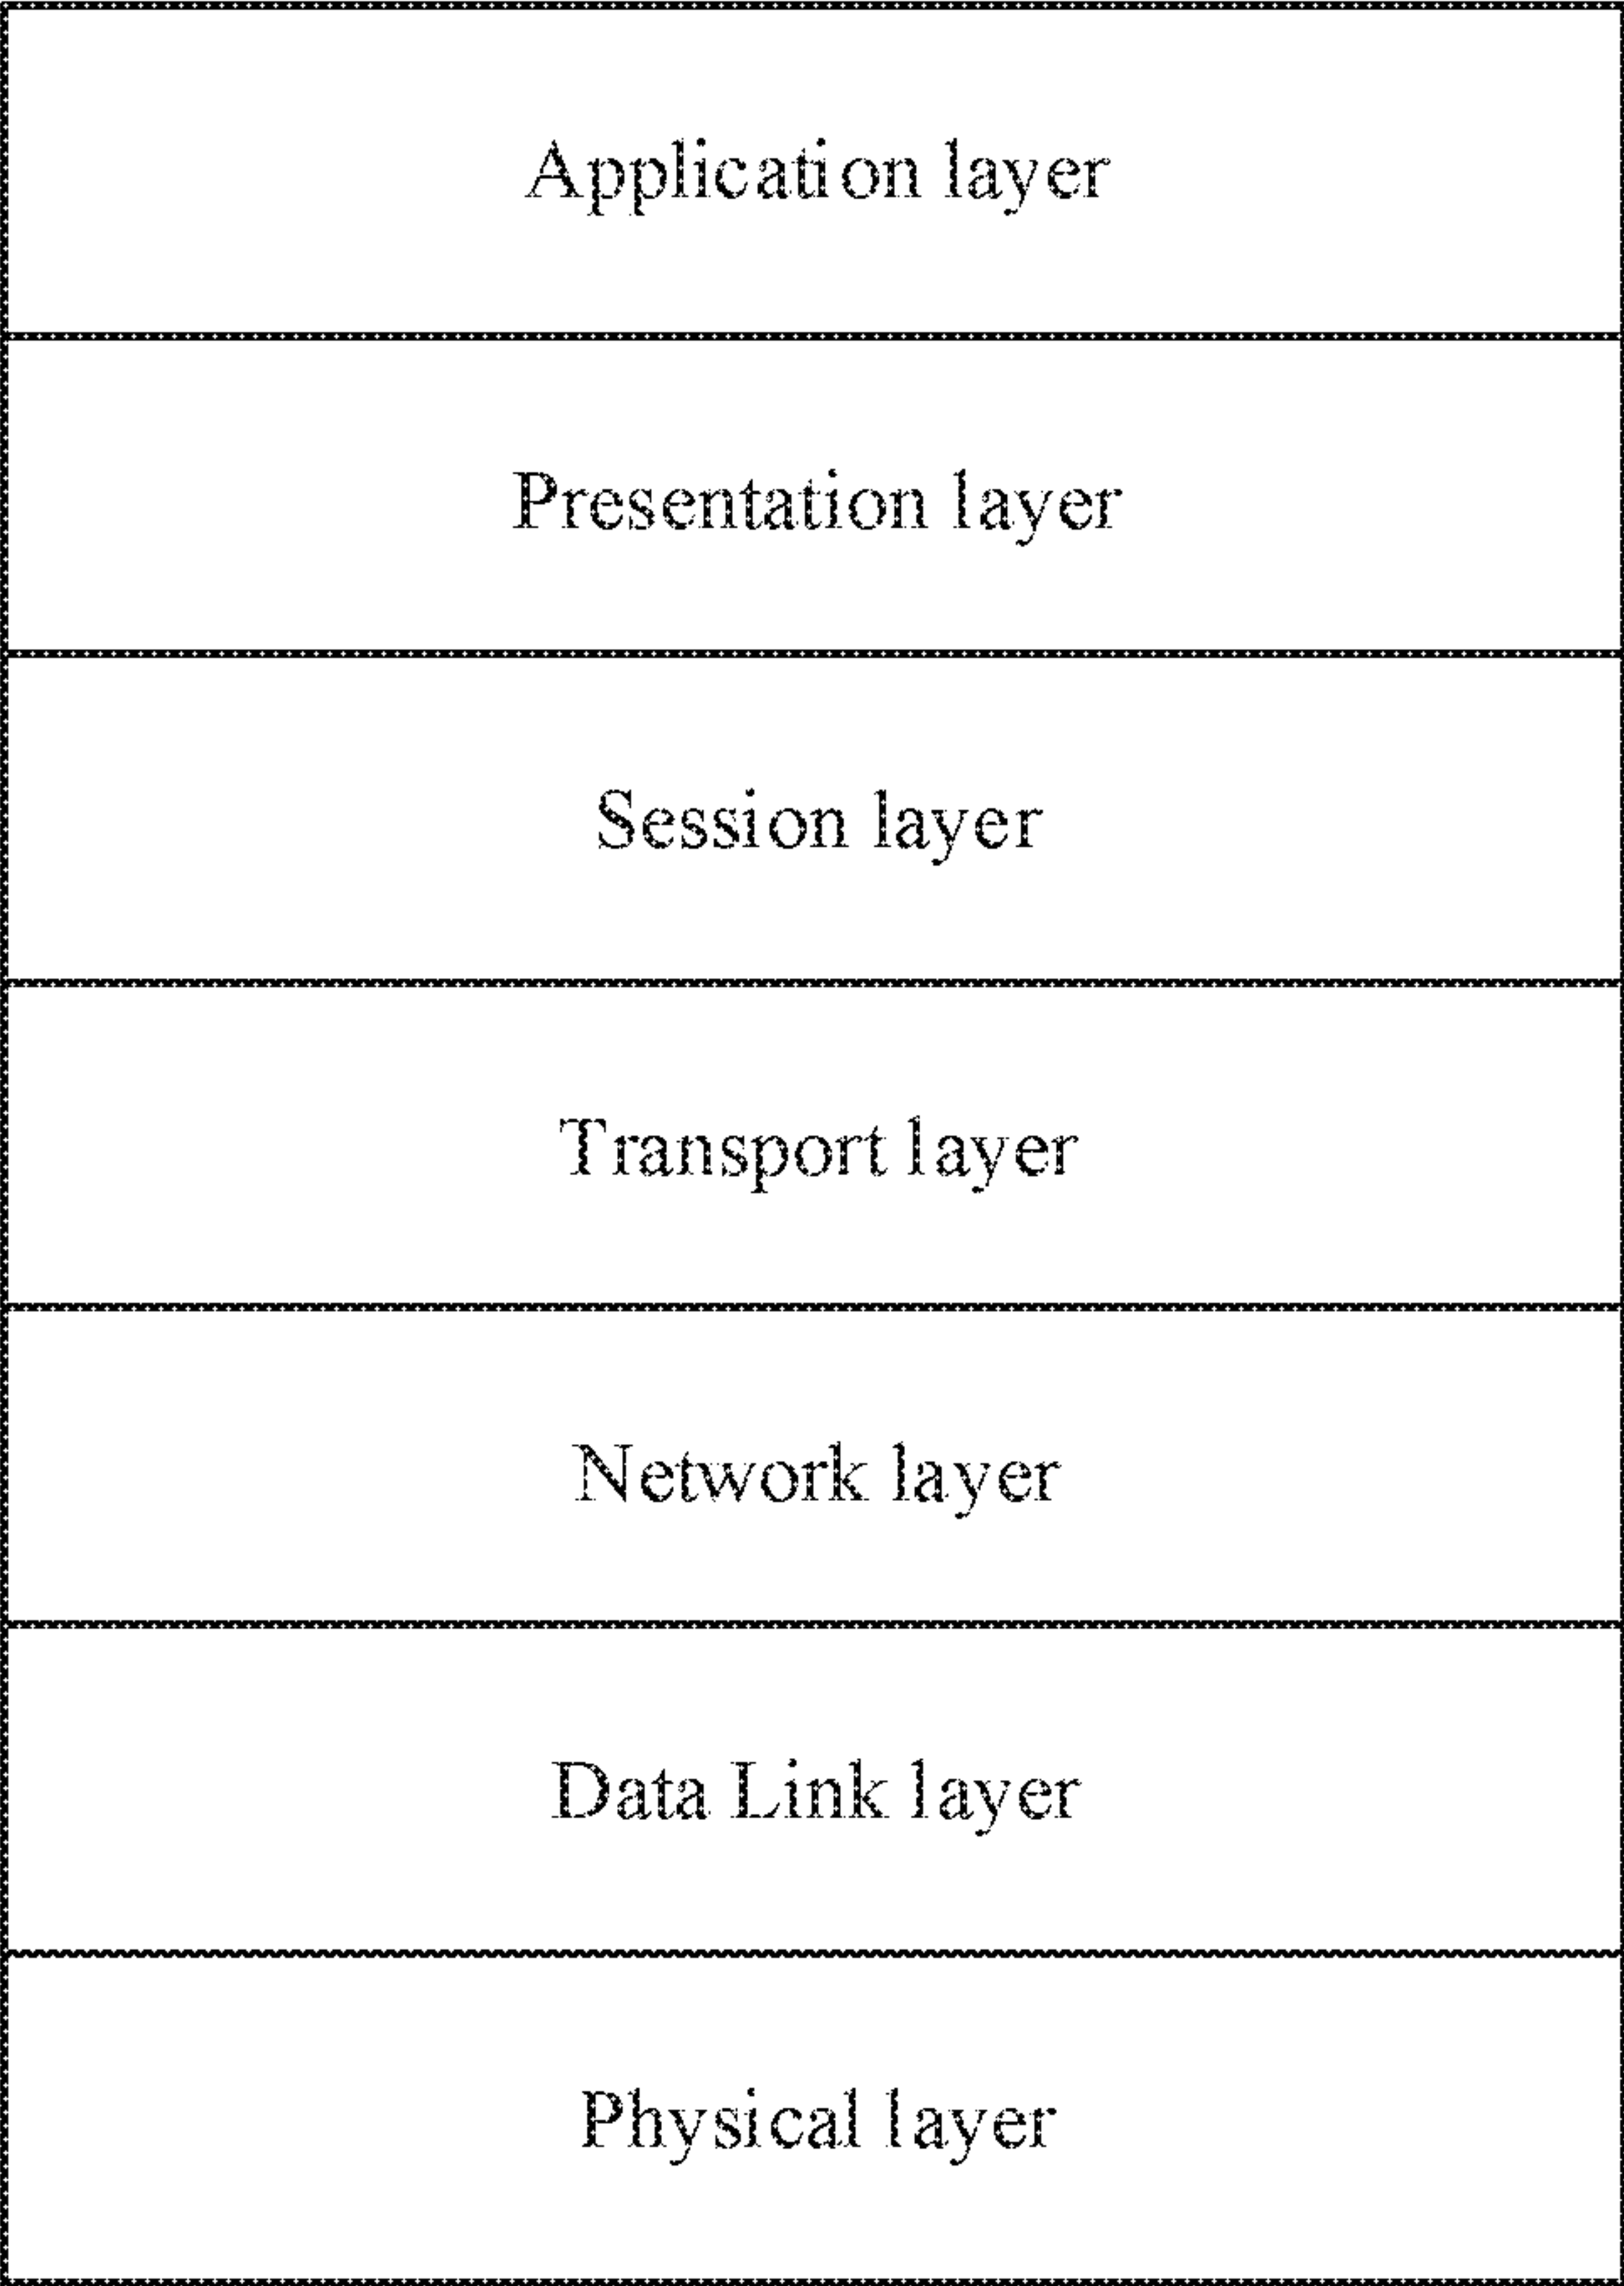 Application layer
Presentation layer
Session layer
Transport layer
Network layer
Data Link layer
Physical layer